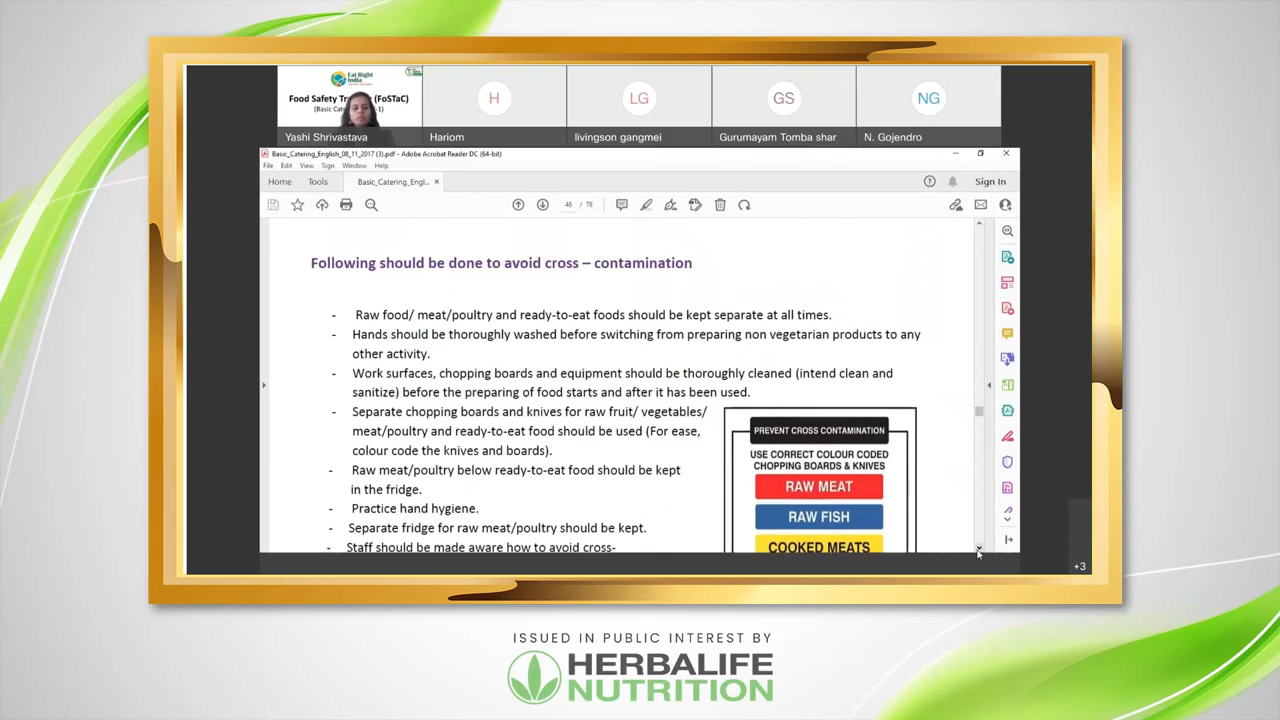 Eat Right
India
Food Safety Tr (FoSTaC)
(Basic Cate -1)
H
LG
GS
NG
Yashi Shrivastava
Hariom
livingson gangmei
Gurumayam Tomba shar
N. Gojendro
Basic_Catering_English_08_11_2017 (3).pdf - Adobe Acrobat Reader DC (64-bit)
File Edit View Sign Window Help
Home Tools Basic_Catering_Engl... × Sign In
46 / 78
Following should be done to avoid cross – contamination
- Raw food/ meat/poultry and ready-to-eat foods should be kept separate at all times.
- Hands should be thoroughly washed before switching from preparing non vegetarian products to any
other activity.
- Work surfaces, chopping boards and equipment should be thoroughly cleaned (intend clean and
sanitize) before the preparing of food starts and after it has been used.
- Separate chopping boards and knives for raw fruit/ vegetables/
meat/poultry and ready-to-eat food should be used (For ease,
colour code the knives and boards).
- Raw meat/poultry below ready-to-eat food should be kept
in the fridge.
- Practice hand hygiene.
- Separate fridge for raw meat/poultry should be kept.
- Staff should be made aware how to avoid cross-
PREVENT CROSS CONTAMINATION
USE CORRECT COLOUR CODED
CHOPPING BOARDS & KNIVES
RAW MEAT
RAW FISH
COOKED MEATS
+3
ISSUED IN PUBLIC INTEREST BY
HERBALIFE
NUTRITION